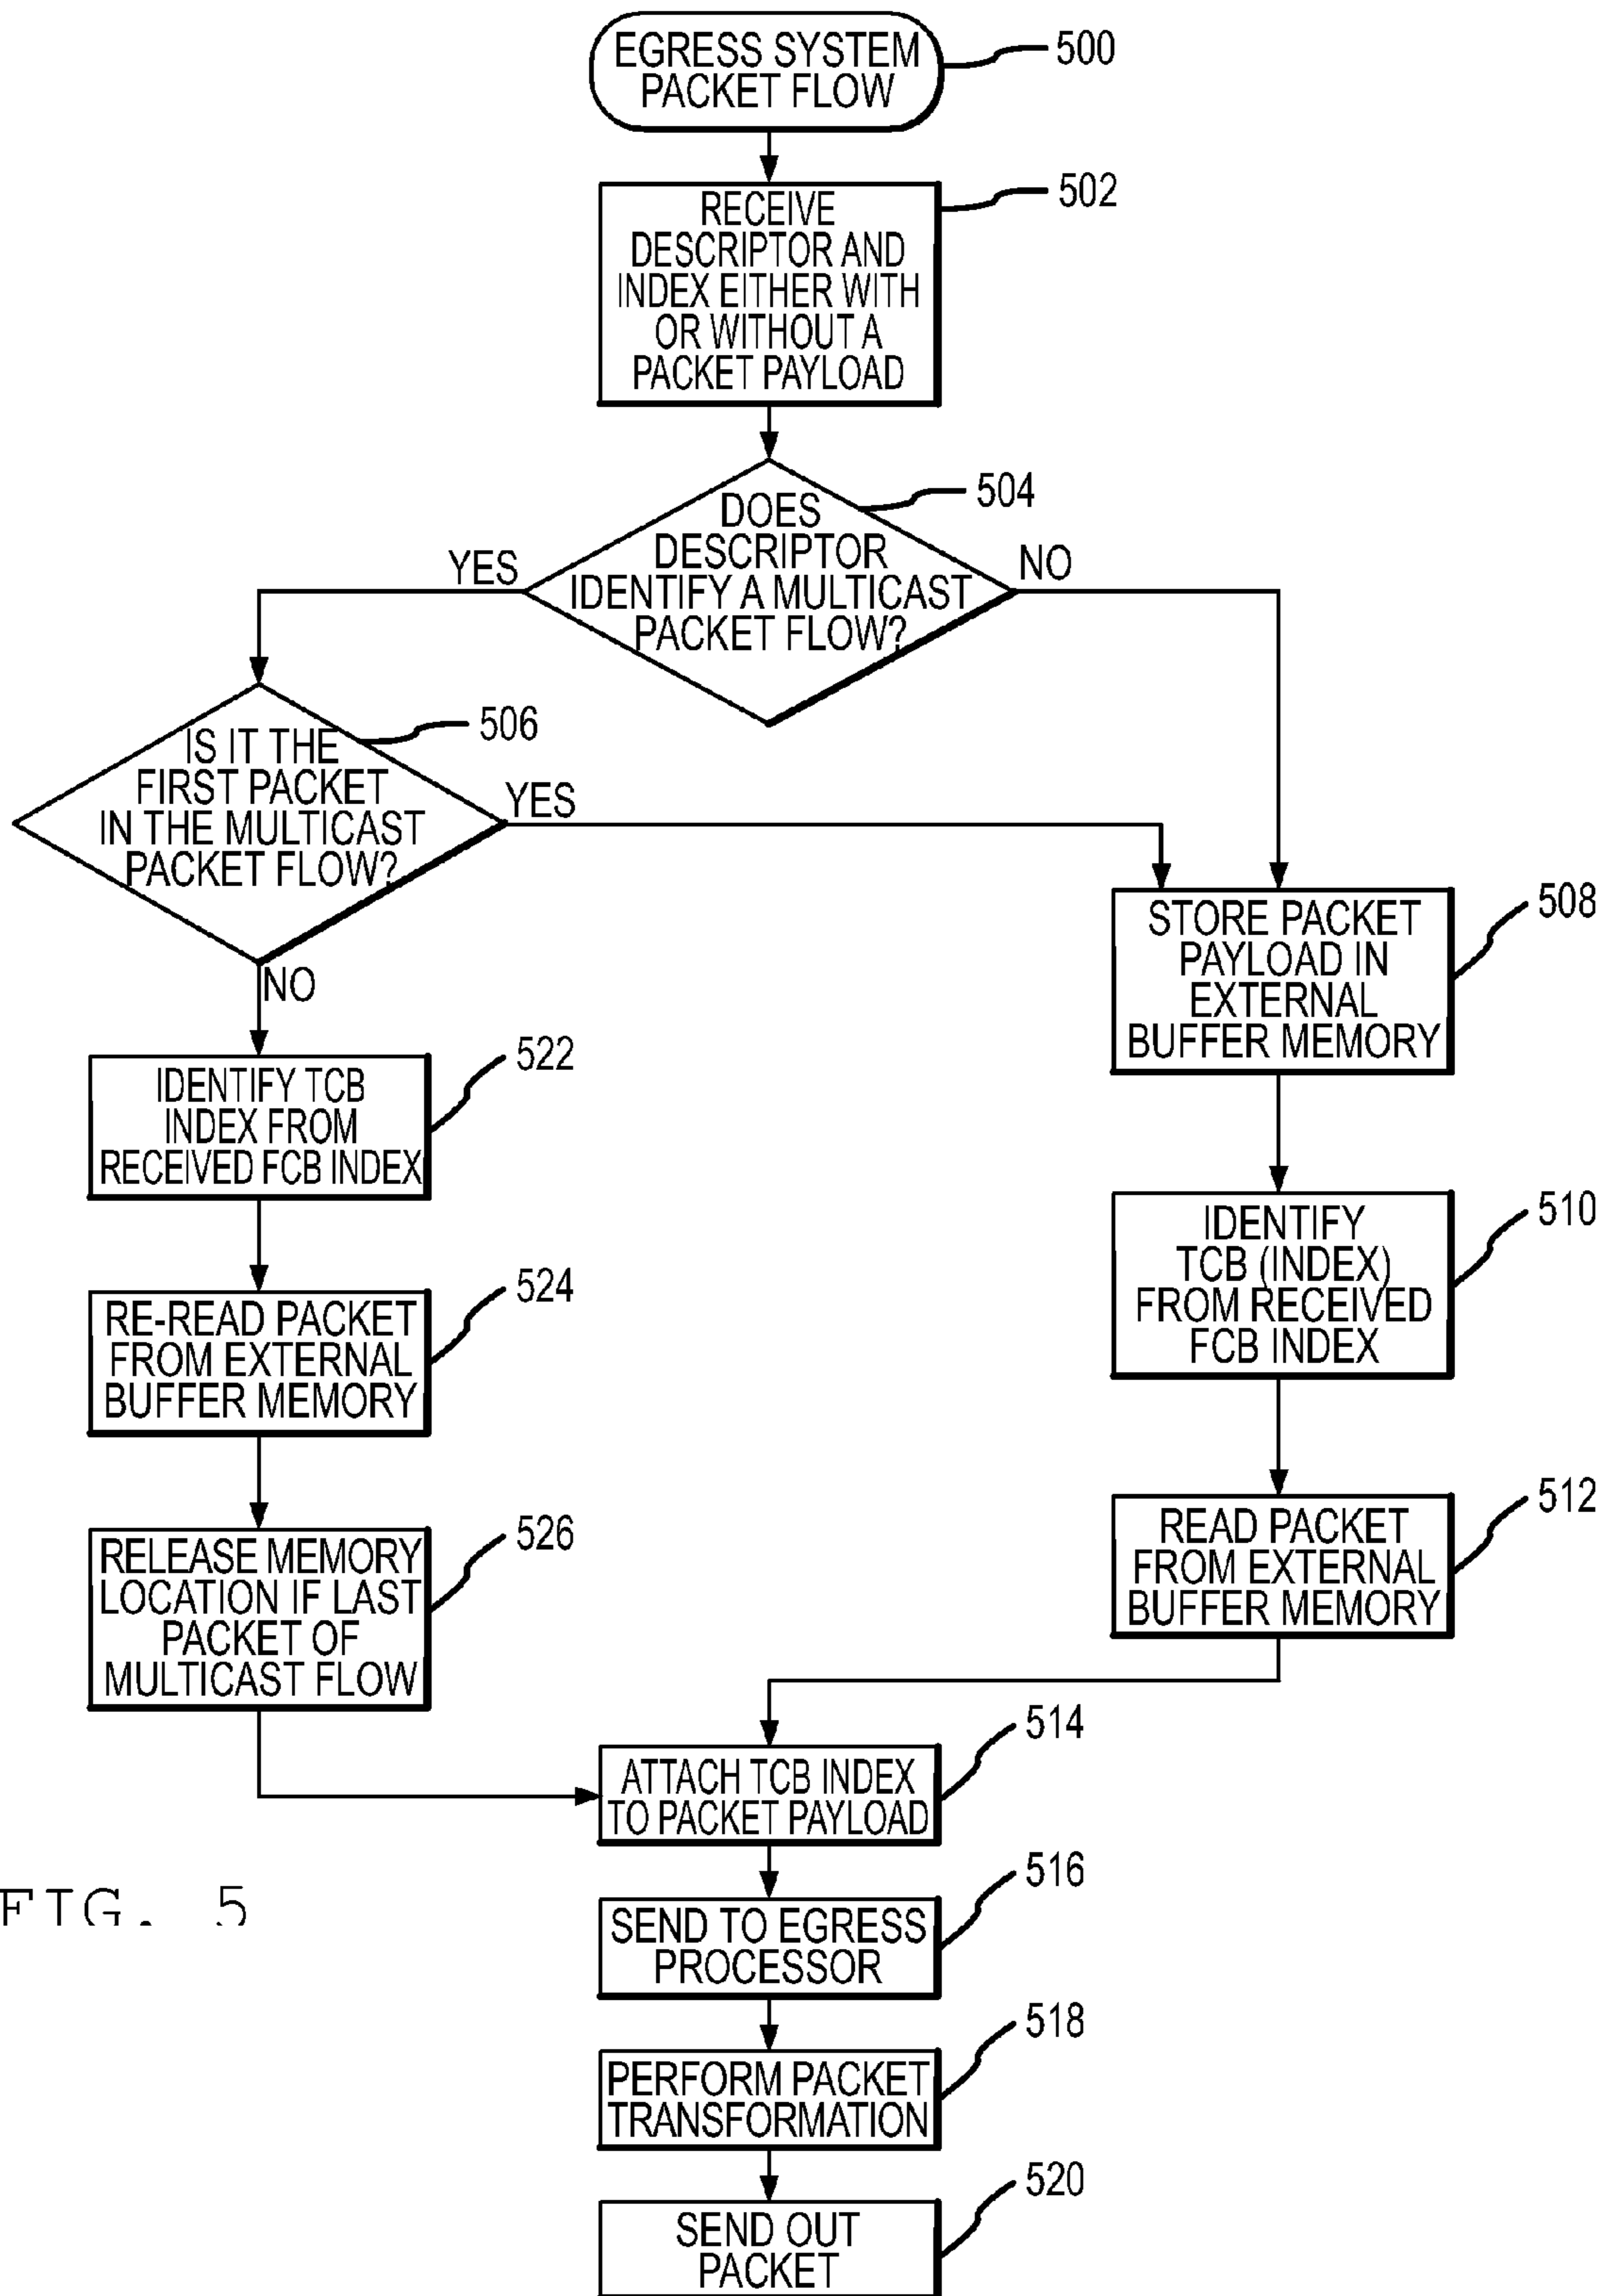 EGRESS SYSTEM
PACKET FLOW
500
RECEIVE
DESCRIPTOR AND
INDEX EITHER WITH
OR WITHOUT A
PACKET PAYLOAD
502
DOES
DESCRIPTOR
IDENTIFY A MULTICAST
PACKET FLOW?
504
YES
NO
IS IT THE
FIRST PACKET
IN THE MULTICAST
PACKET FLOW?
506
YES
NO
STORE PACKET
PAYLOAD IN
EXTERNAL
BUFFER MEMORY
508
IDENTIFY TCB
INDEX FROM
RECEIVED FCB INDEX
522
IDENTIFY
TCB (INDEX)
FROM RECEIVED
FCB INDEX
510
RE-READ PACKET
FROM EXTERNAL
BUFFER MEMORY
524
READ PACKET
FROM EXTERNAL
BUFFER MEMORY
512
RELEASE MEMORY
LOCATION IF LAST
PACKET OF
MULTICAST FLOW
526
ATTACH TCB INDEX
TO PACKET PAYLOAD
514
SEND TO EGRESS
PROCESSOR
516
PERFORM PACKET
TRANSFORMATION
518
SEND OUT
PACKET
520
FIG. 5